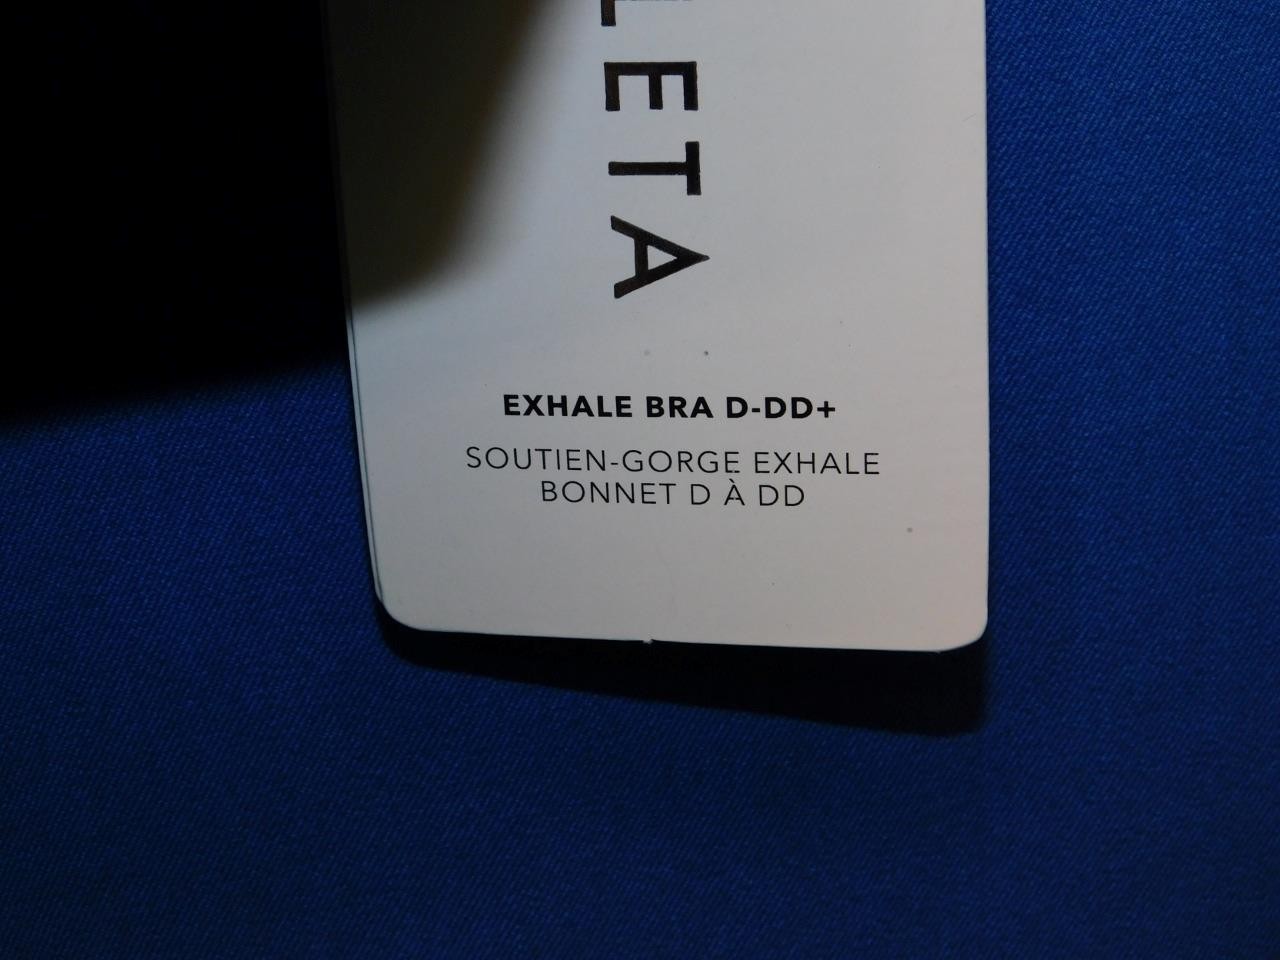 LETA
EXHALE BRA D-DD+
SOUTIEN-GORGE EXHALE
BONNET D À DD